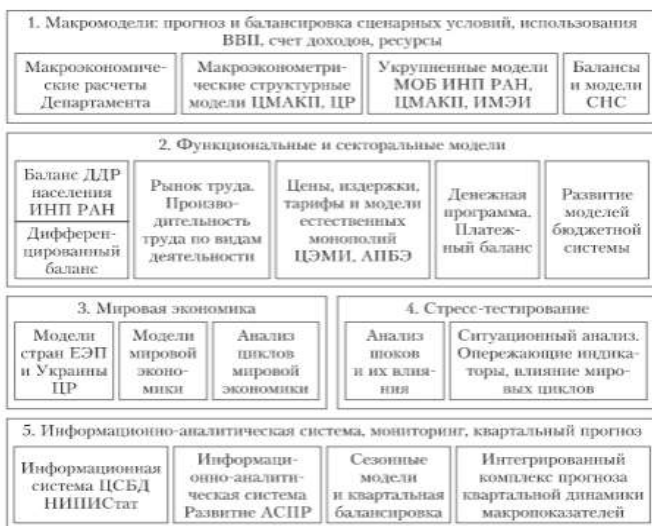 1. Макромодели: прогноз и балансировка сценарных условий, использования
ВВП, счет доходов, ресурсы
Макроэкономиче-
ские расчеты
Департамента
Макроэконометри-
ческие структурные
модели ЦМАКП, ЦР
Укрупненные модели
МОБ ИНП РАН,
ЦМАКП, ИМЭИ
Балансы
и модели
СНС
2. Функциональные и секторальные модели
Баланс ДДР
населения
ИНП РАН
Дифферен-
цированный
баланс
Рынок труда.
Произво-
дительность
труда по видам
деятельности
Цены, издержки,
тарифы и модели
естественных
монополий
ЦЭМИ, АПБЭ
Денежная
программа.
Платеж-
ный баланс
Развитие
моделей
бюджетной
системы
3. Мировая экономика
Модели
стран ЕЭП
и Украины
ЦР
Модели
мировой
эконо-
мики
Анализ
циклов
мировой
экономики
4. Стресс-тестирование
Анализ
шоков
и их влия-
ния
Ситуационный анализ.
Опережающие индика-
торы, влияние миро-
вых циклов
5. Информационно-аналитическая система, мониторинг, квартальный прогноз
Информационная
система ЦСБД
НИПИСтат
Информаци-
онно-аналити-
ческая система
Развитие АСПР
Сезонные
модели
и квартальная
балансировка
Интегрированный
комплекс прогноза
квартальной динамики
макропоказателей